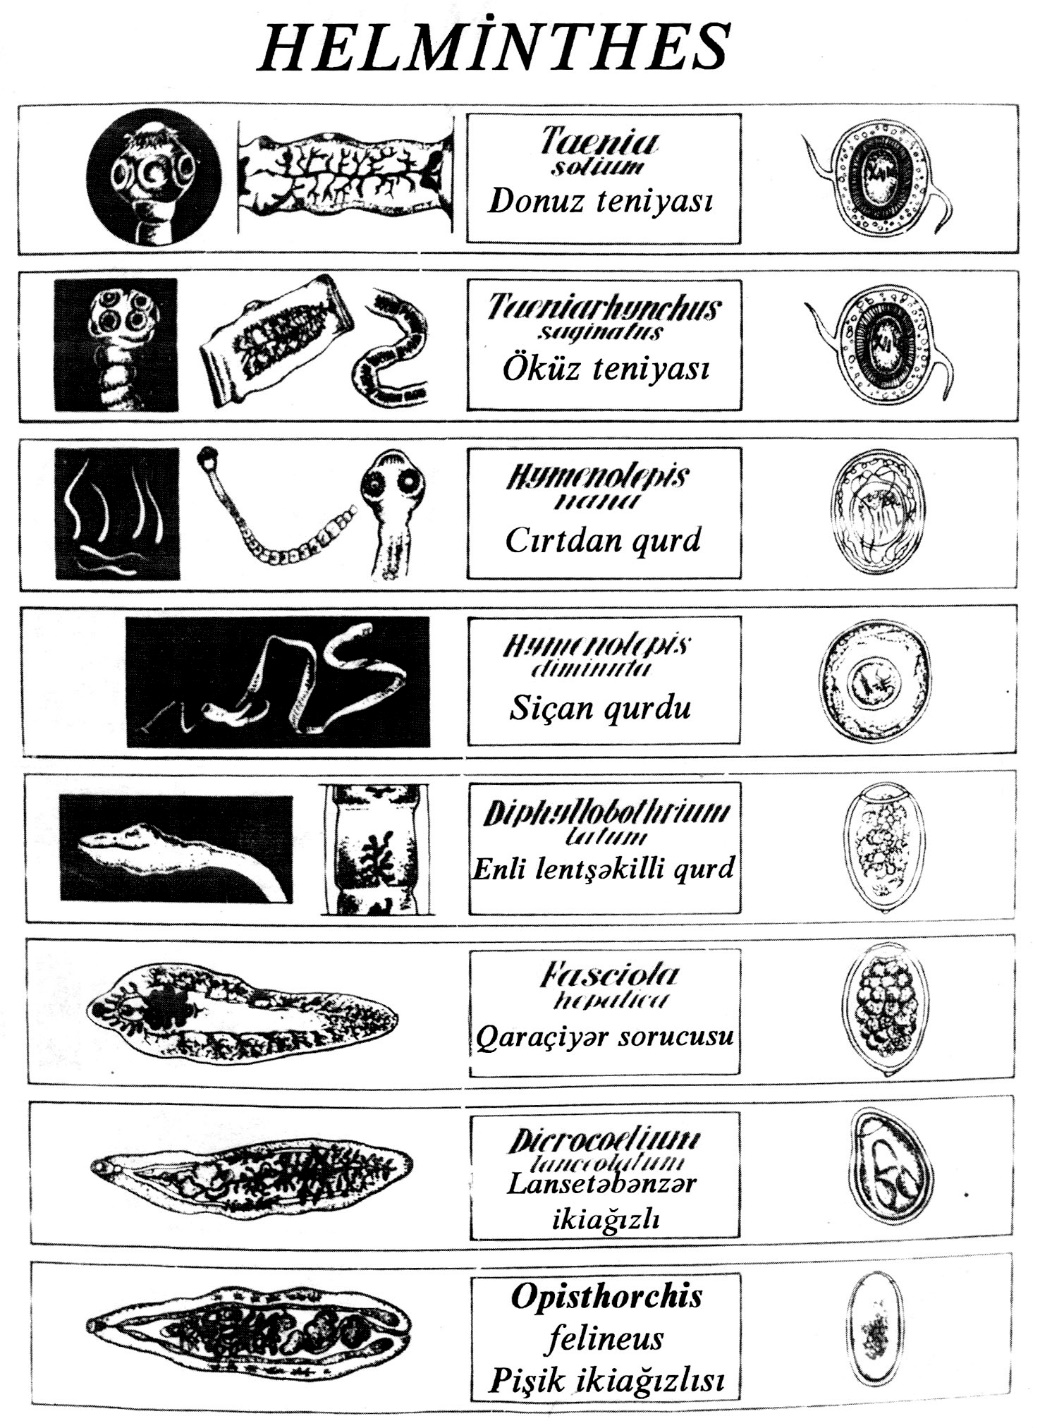 HELMİNTHES
Taenia
solium
Donuz teniyası
Taeniarhynchus
saginatus
Öküz teniyası
Hymenolepis
nana
Cırtdan qurd
Hymenolepis
diminuta
Siçan qurdu
Diphyllobothrium
latum
Enli lentşəkilli qurd
Fasciola
hepatica
Qaraçiyər sorucusu
Dicrocoelium
lanceolatum
Lansetəbənzər
ikiağızlı
Opisthorchis
felineus
Pişik ikiağızlısı